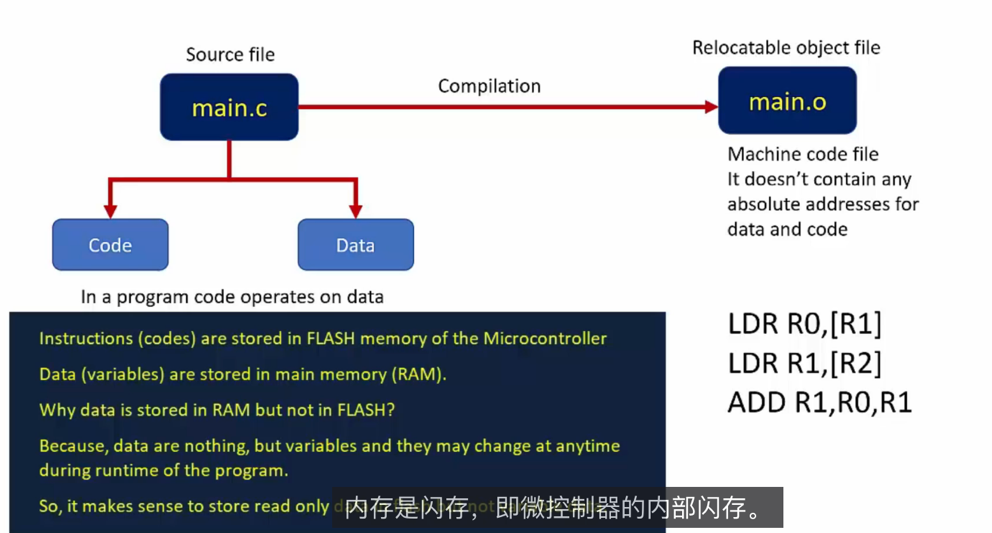 Source file
main.c
Compilation
Relocatable object file
main.o
Machine code file
It doesn't contain any
absolute addresses for
data and code
Code
Data
In a program code operates on data
Instructions (codes) are stored in FLASH memory of the Microcontroller
Data (variables) are stored in main memory (RAM).
Why data is stored in RAM but not in FLASH?
Because, data are nothing, but variables and they may change at anytime
during runtime of the program.
So, it makes sense to store read only
LDR R0,[R1]
LDR R1,[R2]
ADD R1,R0,R1
内存是闪存，即微控制器的内部闪存。